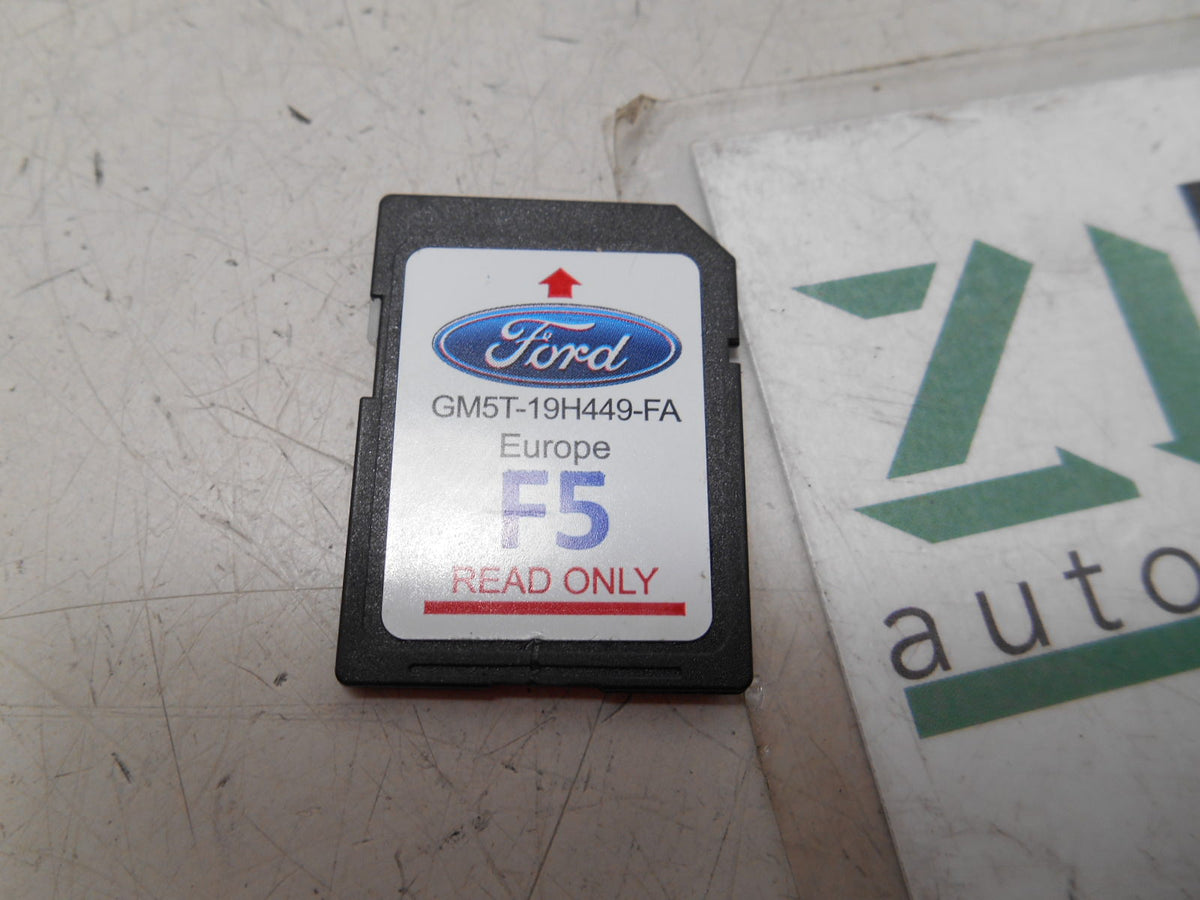 Ford
GM5T-19H449-FA
Europe
F5
READ ONLY
auto